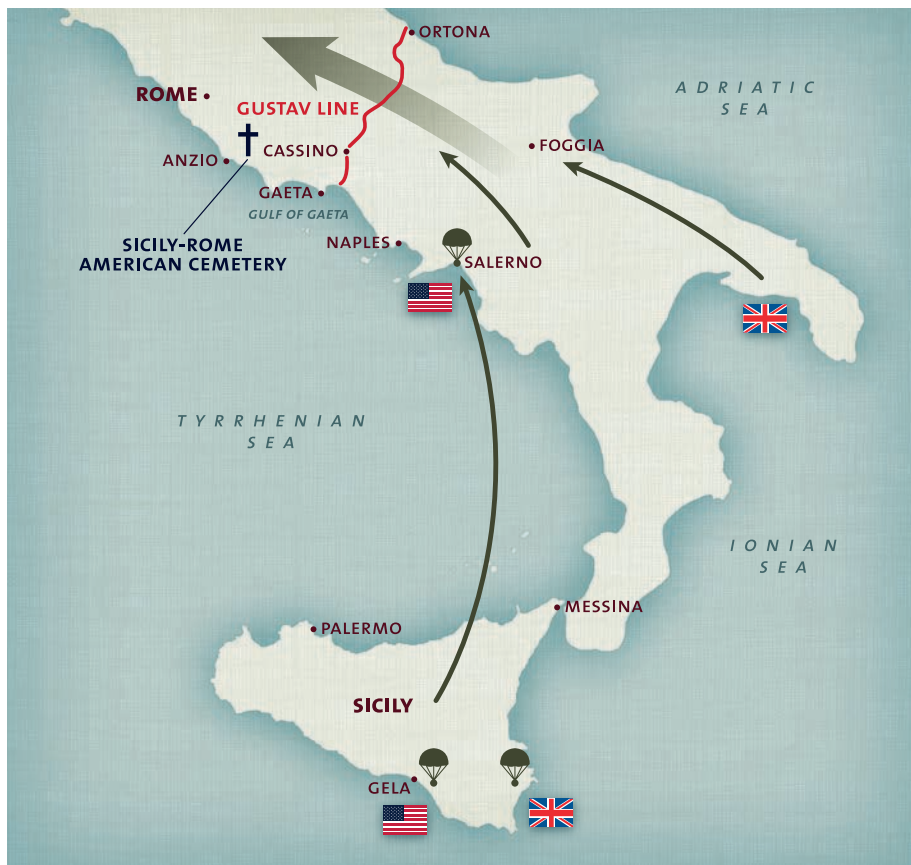 ORTONA
ADRIATIC
SEA
ROME
GUSTAV LINE
CASSINO
FOGGIA
ANZIO
GAETA
GULF OF GAETA
SICILY-ROME
AMERICAN CEMETERY
NAPLES
SALERNO
TYRRHENIAN
SEA
IONIAN
SEA
MESSINA
PALERMO
SICILY
GELA